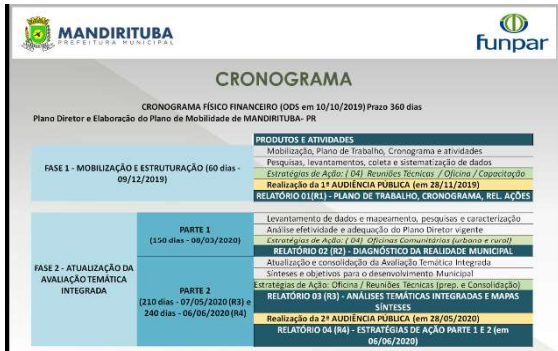 MANDIRITUBA
PREFEITURA MUNICIPAL
funpar
CRONOGRAMA
CRONOGRAMA FÍSICO FINANCEIRO (ODS em 10/10/2019) Prazo 360 dias
Plano Diretor e Elaboração do Plano de Mobilidade de MANDIRITUBA- PR
PRODUTOS E ATIVIDADES
FASE 1 - MOBILIZAÇÃO E ESTRUTURAÇÃO (60 dias -
09/12/2019)
Mobilização, Plano de Trabalho, Cronograma e atividades
Pesquisas, levantamentos, coleta e sistematização de dados
Estratégias de Ação: ( 04) Reuniões Técnicas / Oficina / Capacitação
Realização da 1ª AUDIÊNCIA PÚBLICA (em 28/11/2019)
RELATÓRIO 01(R1) - PLANO DE TRABALHO, CRONOGRAMA, REL. AÇÕES
FASE 2 - ATUALIZAÇÃO DA
AVALIAÇÃO TEMÁTICA
INTEGRADA
PARTE 1
(150 dias - 08/03/2020)
Levantamento de dados e mapeamento, pesquisas e caracterização
Análise efetividade e adequação do Plano Diretor vigente
Estratégias de Ação: ( 04) Oficinas Comunitárias (urbana e rural)
RELATÓRIO 02 (R2) - DIAGNÓSTICO DA REALIDADE MUNICIPAL
PARTE 2
(210 dias - 07/05/2020 (R3) e
240 dias - 06/06/2020 (R4)
Atualização e consolidação da Avaliação Temática Integrada
Sínteses e objetivos para o desenvolvimento Municipal
Estratégias de Ação: Oficina / Reuniões Técnicas (prep. e Consolidação)
RELATÓRIO 03 (R3) - ANÁLISES TEMÁTICAS INTEGRADAS E MAPAS
SÍNTESES
Realização da 2ª AUDIÊNCIA PÚBLICA (em 28/05/2020)
RELATÓRIO 04 (R4) - ESTRATÉGIAS DE AÇÃO PARTE 1 E 2 (em
06/06/2020)